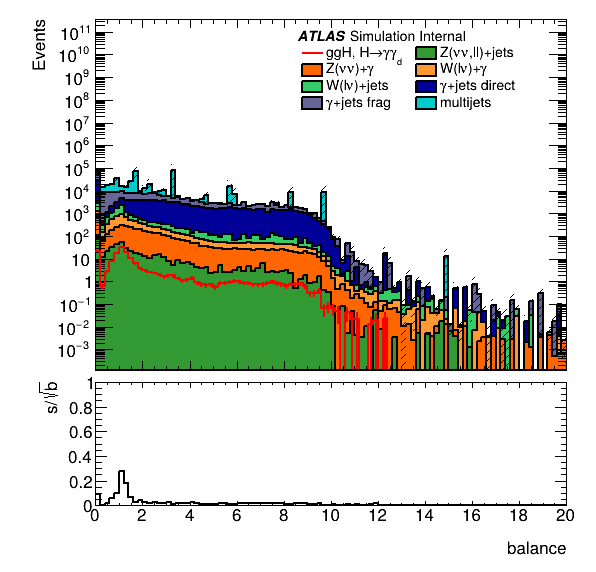 Events
10¹¹
10¹⁰
10⁹
10⁸
10⁷
10⁶
10⁵
10⁴
10³
10²
10
1
10⁻¹
10⁻²
10⁻³
ATLAS Simulation Internal
ggH, H→γγ_d
Z(νν,ll)+jets
Z(νν)+γ
W(lν)+γ
W(lν)+jets
γ+jets direct
γ+jets frag
multijets
s/√b
1
0.8
0.6
0.4
0.2
0
0 2 4 6 8 10 12 14 16 18 20
balance